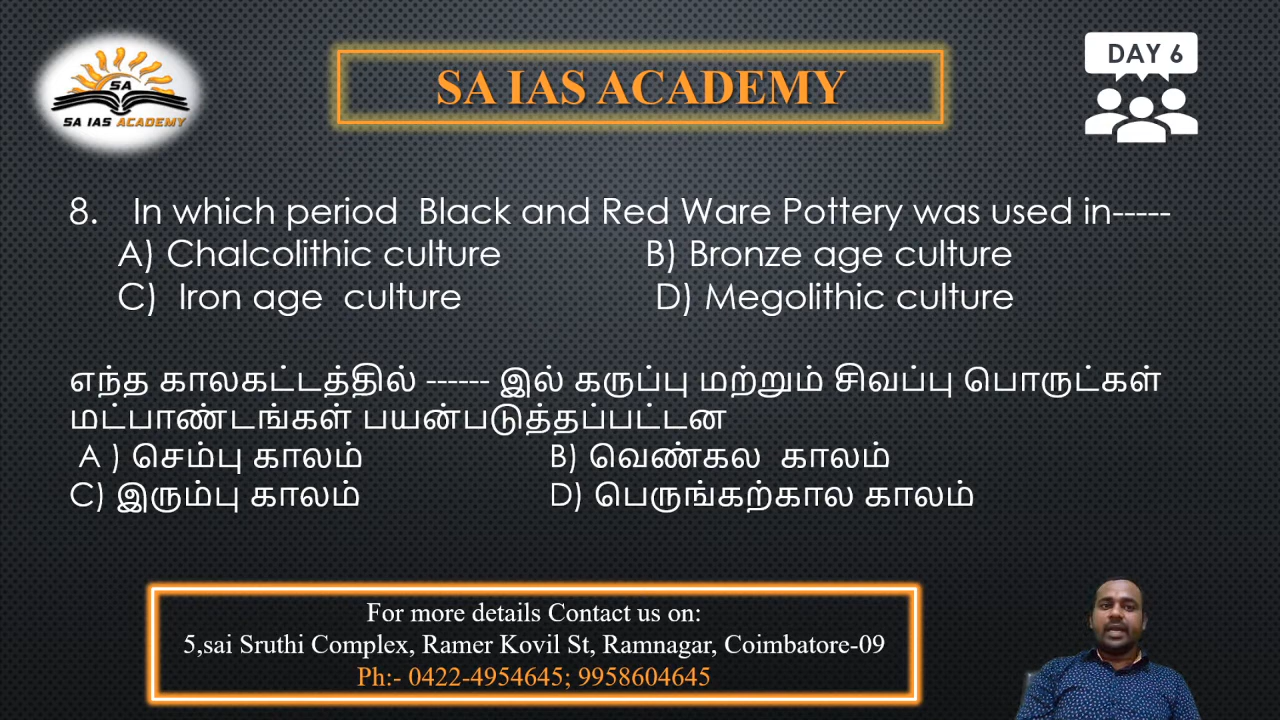 SA
SA IAS ACADEMY
SA IAS ACADEMY
DAY 6
8. In which period Black and Red Ware Pottery was used in-----
A) Chalcolithic culture B) Bronze age culture
C) Iron age culture D) Megolithic culture
எந்த காலகட்டத்தில் ------ இல் கருப்பு மற்றும் சிவப்பு பொருட்கள்
மட்பாண்டங்கள் பயன்படுத்தப்பட்டன
A ) செம்பு காலம் B) வெண்கல காலம்
C) இரும்பு காலம் D) பெருங்கற்கால காலம்
For more details Contact us on:
5,sai Sruthi Complex, Ramer Kovil St, Ramnagar, Coimbatore-09
Ph:- 0422-4954645; 9958604645